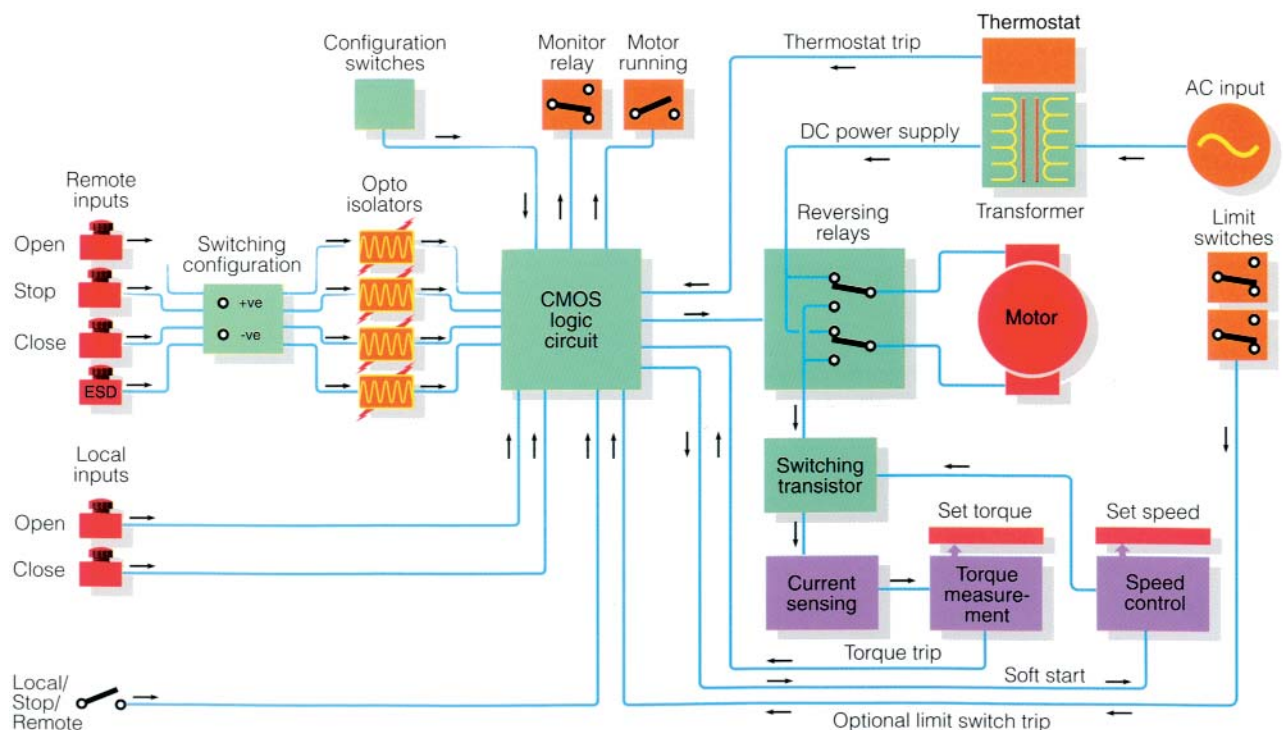 Thermostat
Configuration
switches
Monitor
relay
Motor
running
Thermostat trip
AC input
DC power supply
Remote
inputs
Opto
isolators
Transformer
Reversing
relays
Limit
switches
Open
Switching
configuration
Stop
+ve
CMOS
logic
circuit
Motor
Close
-ve
ESD
Local
inputs
Switching
transistor
Set torque
Set speed
Open
Close
Current
sensing
Torque
measure-
ment
Speed
control
Torque trip
Soft start
Local/
Stop/
Remote
Optional limit switch trip